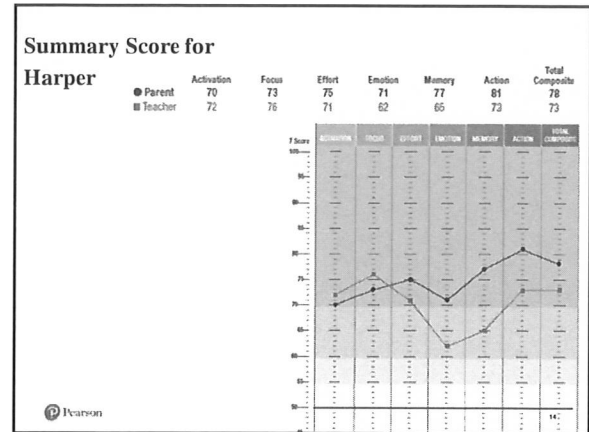 Summary Score for
Harper
Activation Focus Effort Emotion Memory Action Total Composite
Parent 70 73 75 71 77 81 78
Teacher 72 76 71 62 65 73 73
T Score ACTIVATION FOCUS EFFORT EMOTION MEMORY ACTION TOTAL COMPOSITE
105
95
90
85
80
75
70
65
60
55
50
Pearson
14